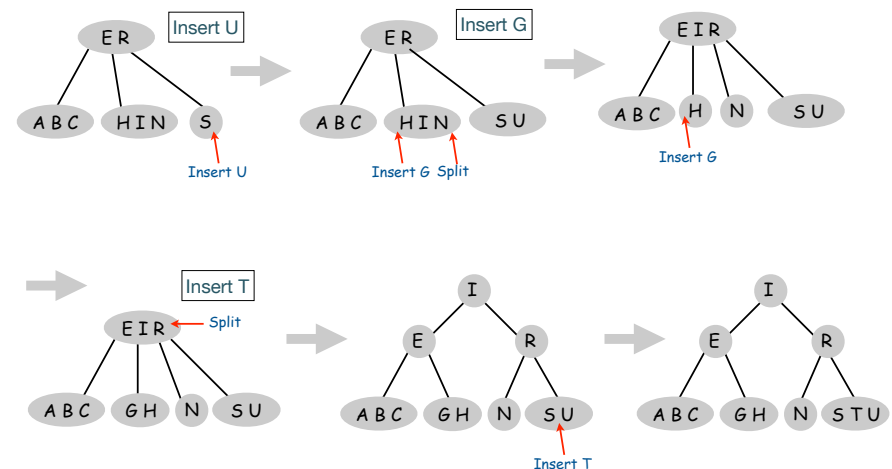 E R
Insert U
A B C
H I N
S
Insert U
E R
Insert G
A B C
H I N
S U
Insert G
Split
E I R
A B C
H
N
S U
Insert G
Insert T
E I R
Split
A B C
G H
N
S U
I
E
R
A B C
G H
N
S U
Insert T
I
E
R
A B C
G H
N
S T U